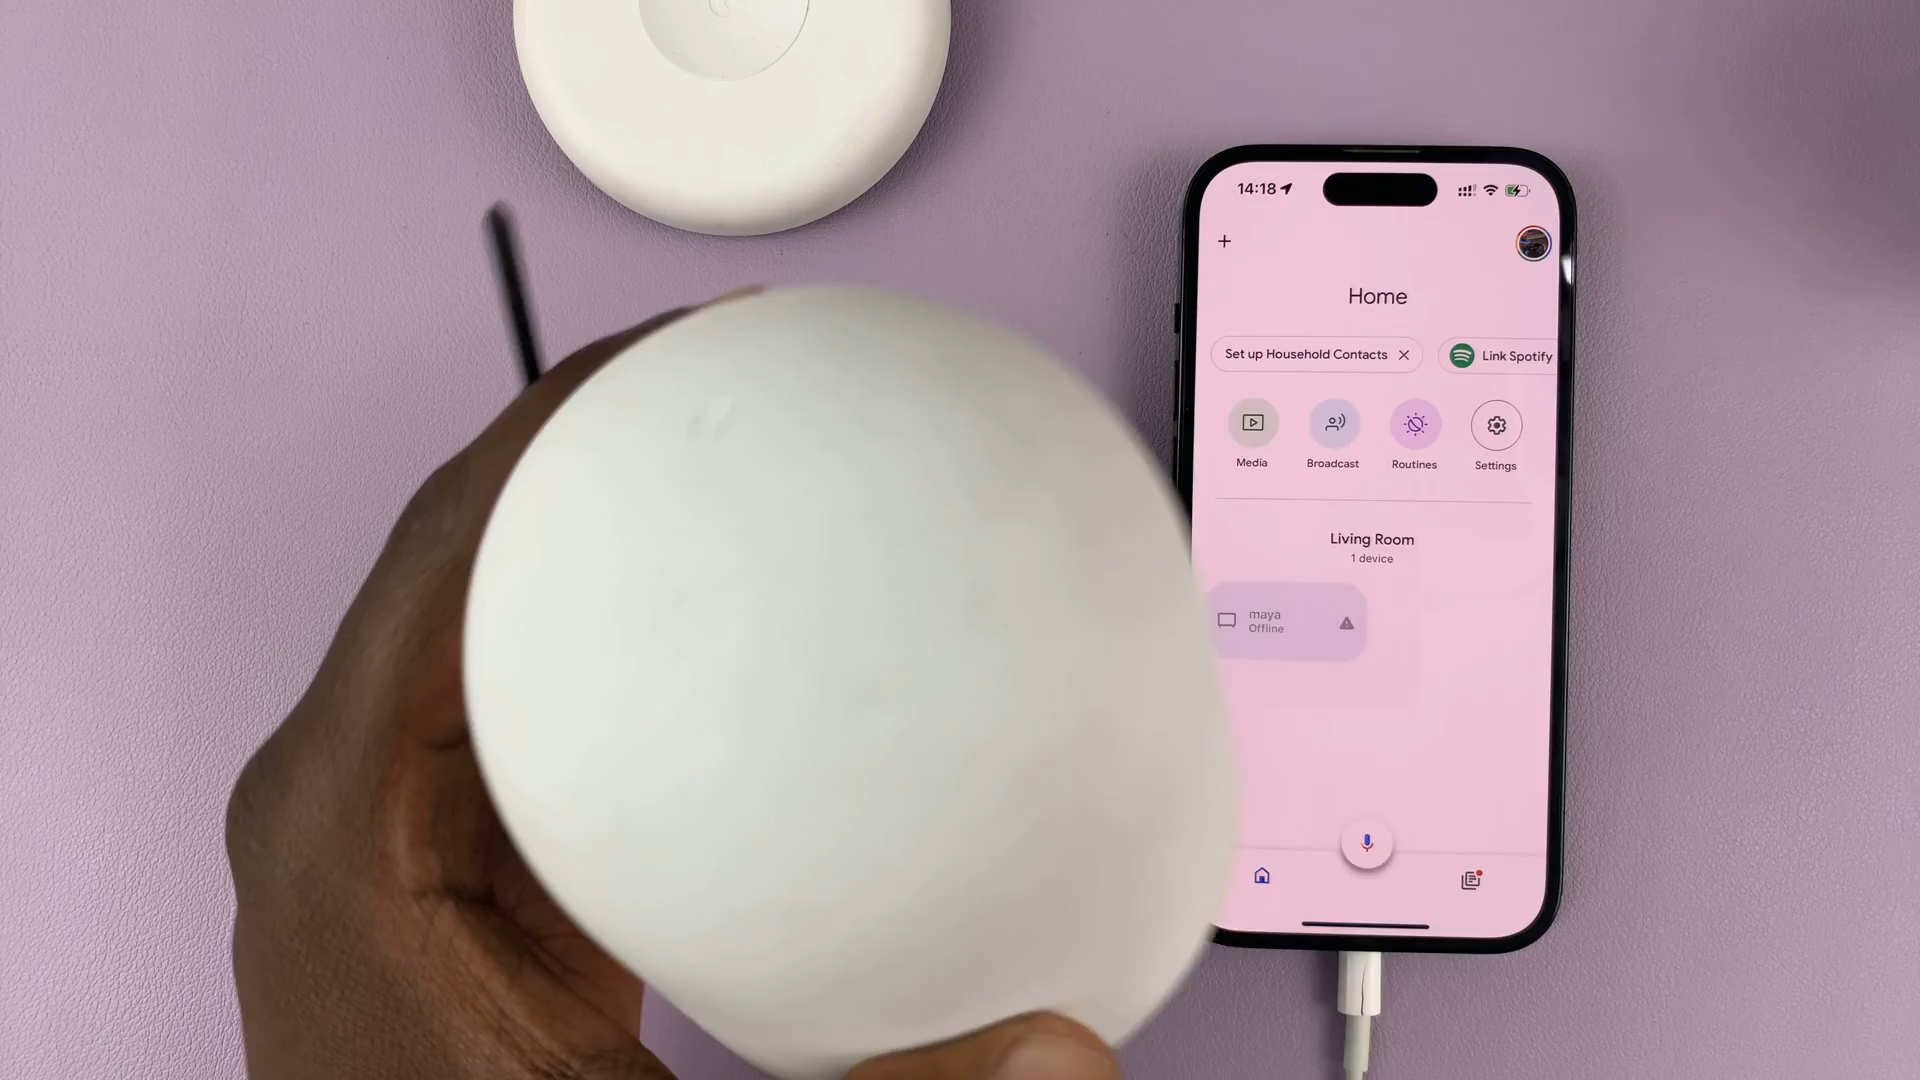 14:18
Home
Set up Household Contacts
Link Spotify
Media
Broadcast
Routines
Settings
Living Room
1 device
maya
Offline